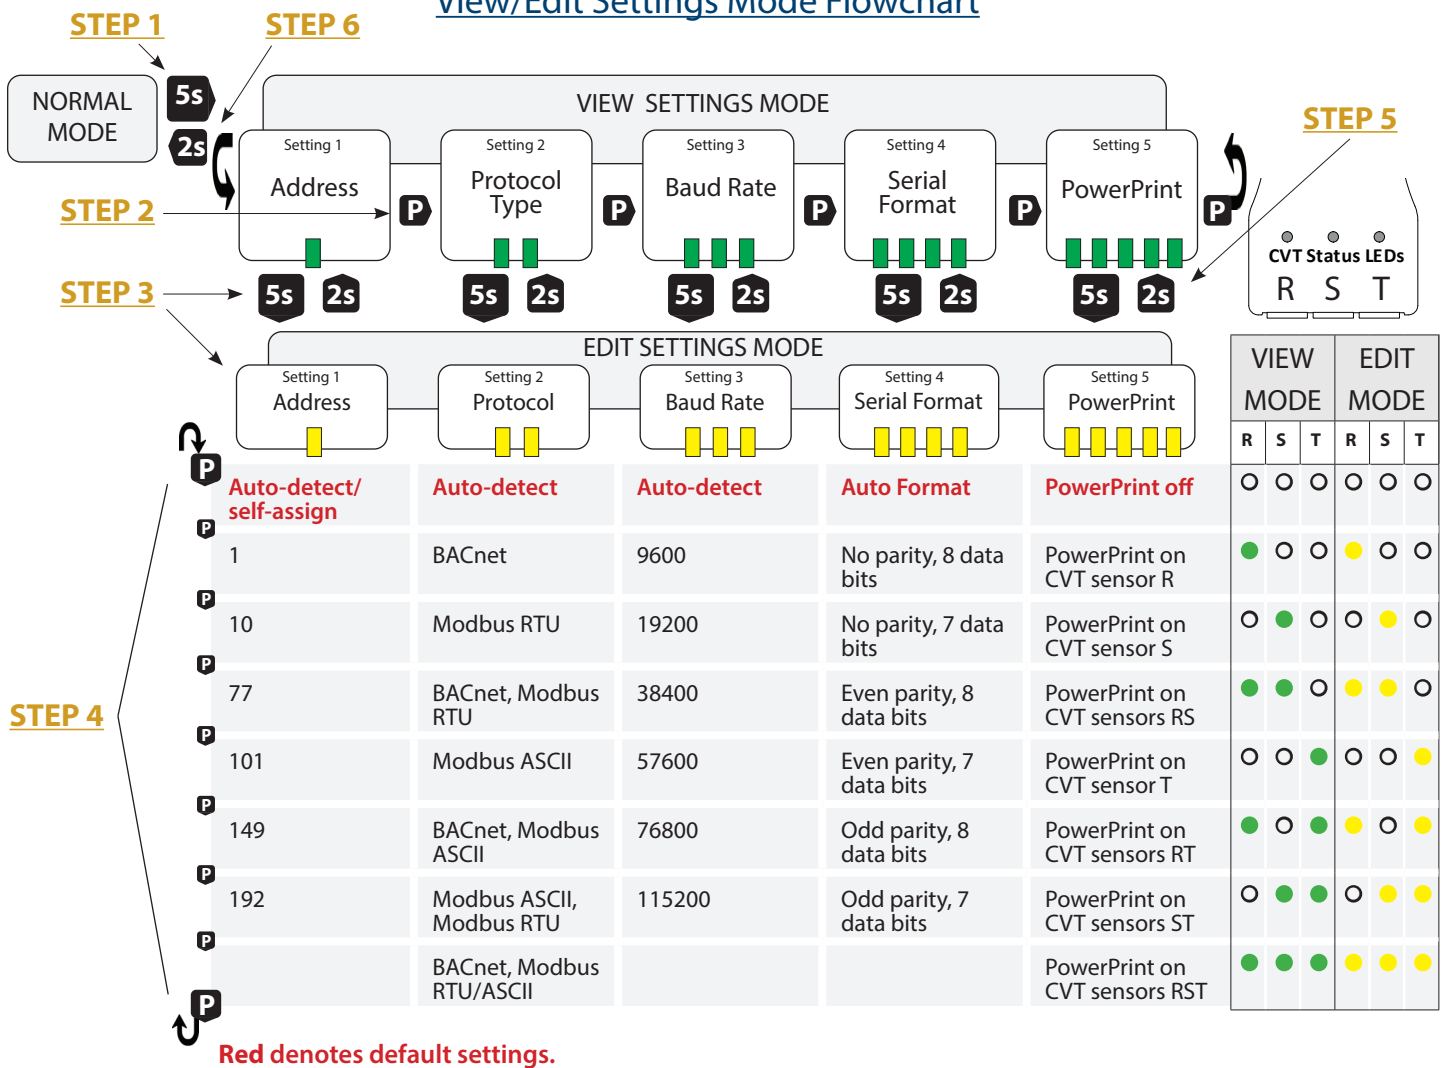 View/Edit Settings Mode Flowchart
STEP 1
STEP 6
NORMAL
MODE
5s
2s
VIEW SETTINGS MODE
STEP 5
Setting 1
Address
Setting 2
Protocol
Type
Setting 3
Baud Rate
Setting 4
Serial
Format
Setting 5
PowerPrint
STEP 2
P
P
P
P
P
CVT Status LEDs
R S T
STEP 3
5s 2s
5s 2s
5s 2s
5s 2s
5s 2s
EDIT SETTINGS MODE
Setting 1
Address
Setting 2
Protocol
Setting 3
Baud Rate
Setting 4
Serial Format
Setting 5
PowerPrint
VIEW
MODE
EDIT
MODE
R S T R S T
P
Auto-detect/
self-assign
Auto-detect
Auto-detect
Auto Format
PowerPrint off
P
1
BACnet
9600
No parity, 8 data
bits
PowerPrint on
CVT sensor R
P
10
Modbus RTU
19200
No parity, 7 data
bits
PowerPrint on
CVT sensor S
P
STEP 4
77
BACnet, Modbus
RTU
38400
Even parity, 8
data bits
PowerPrint on
CVT sensors RS
P
101
Modbus ASCII
57600
Even parity, 7
data bits
PowerPrint on
CVT sensor T
P
149
BACnet, Modbus
ASCII
76800
Odd parity, 8
data bits
PowerPrint on
CVT sensors RT
P
192
Modbus ASCII,
Modbus RTU
115200
Odd parity, 7
data bits
PowerPrint on
CVT sensors ST
P
BACnet, Modbus
RTU/ASCII
PowerPrint on
CVT sensors RST
P
Red denotes default settings.